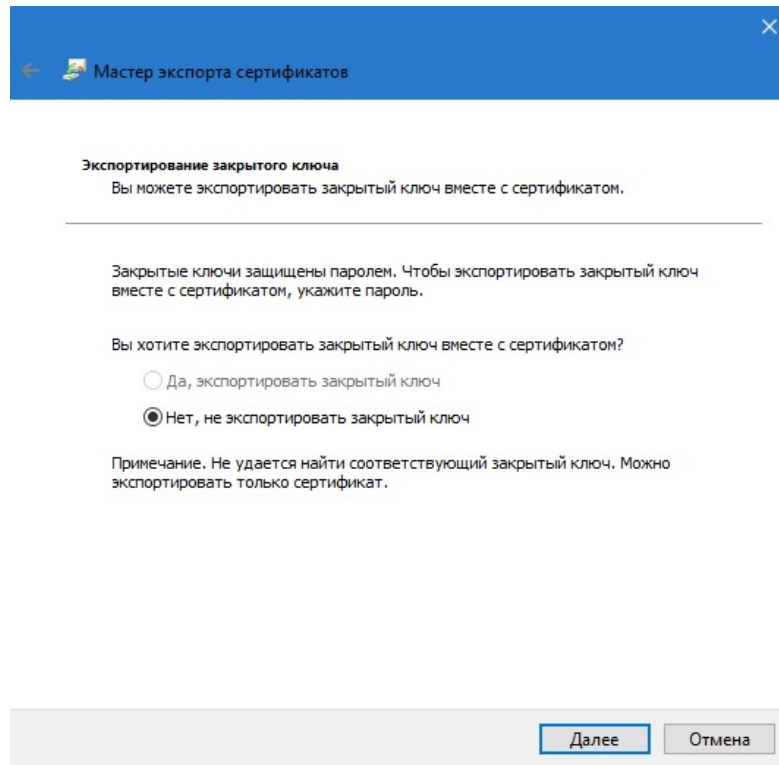 Мастер экспорта сертификатов
Экспортирование закрытого ключа
Вы можете экспортировать закрытый ключ вместе с сертификатом.
Закрытые ключи защищены паролем. Чтобы экспортировать закрытый ключ
вместе с сертификатом, укажите пароль.
Вы хотите экспортировать закрытый ключ вместе с сертификатом?
Да, экспортировать закрытый ключ
Нет, не экспортировать закрытый ключ
Примечание. Не удается найти соответствующий закрытый ключ. Можно
экспортировать только сертификат.
Далее
Отмена